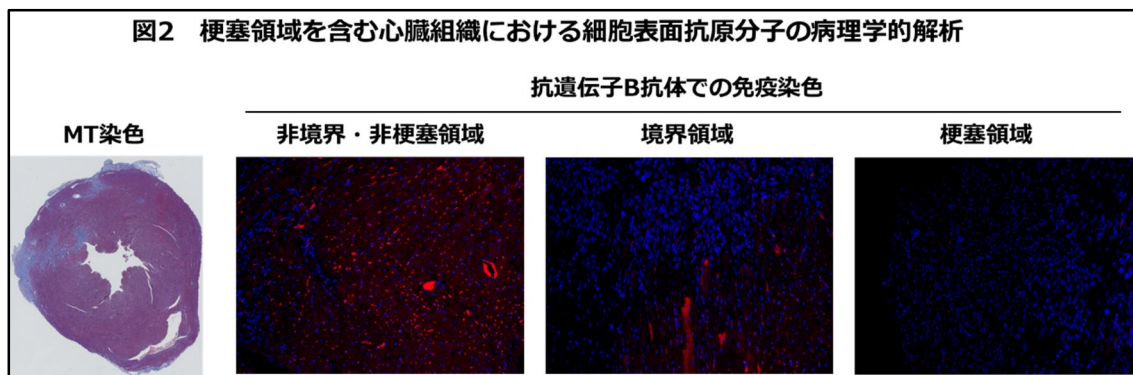 図2 梗塞領域を含む心臓組織における細胞表面抗原分子の病理学的解析
抗遺伝子B抗体での免疫染色
MT染色
非境界・非梗塞領域
境界領域
梗塞領域